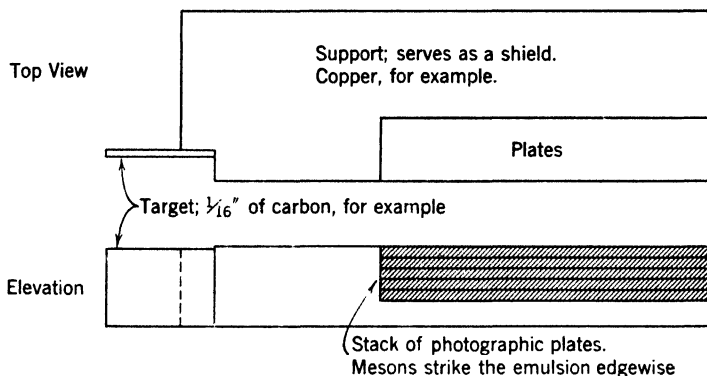 Top View
Support; serves as a shield.
Copper, for example.
Plates
Target; 1/16" of carbon, for example
Elevation
Stack of photographic plates.
Mesons strike the emulsion edgewise